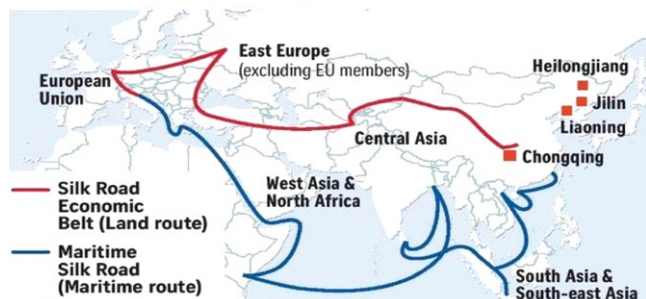 East Europe
(excluding EU members)
European
Union
Heilongjiang
Jilin
Liaoning
Central Asia
Chongqing
West Asia &
North Africa
Silk Road
Economic
Belt (Land route)
Maritime
Silk Road
(Maritime route)
South Asia &
South-east Asia